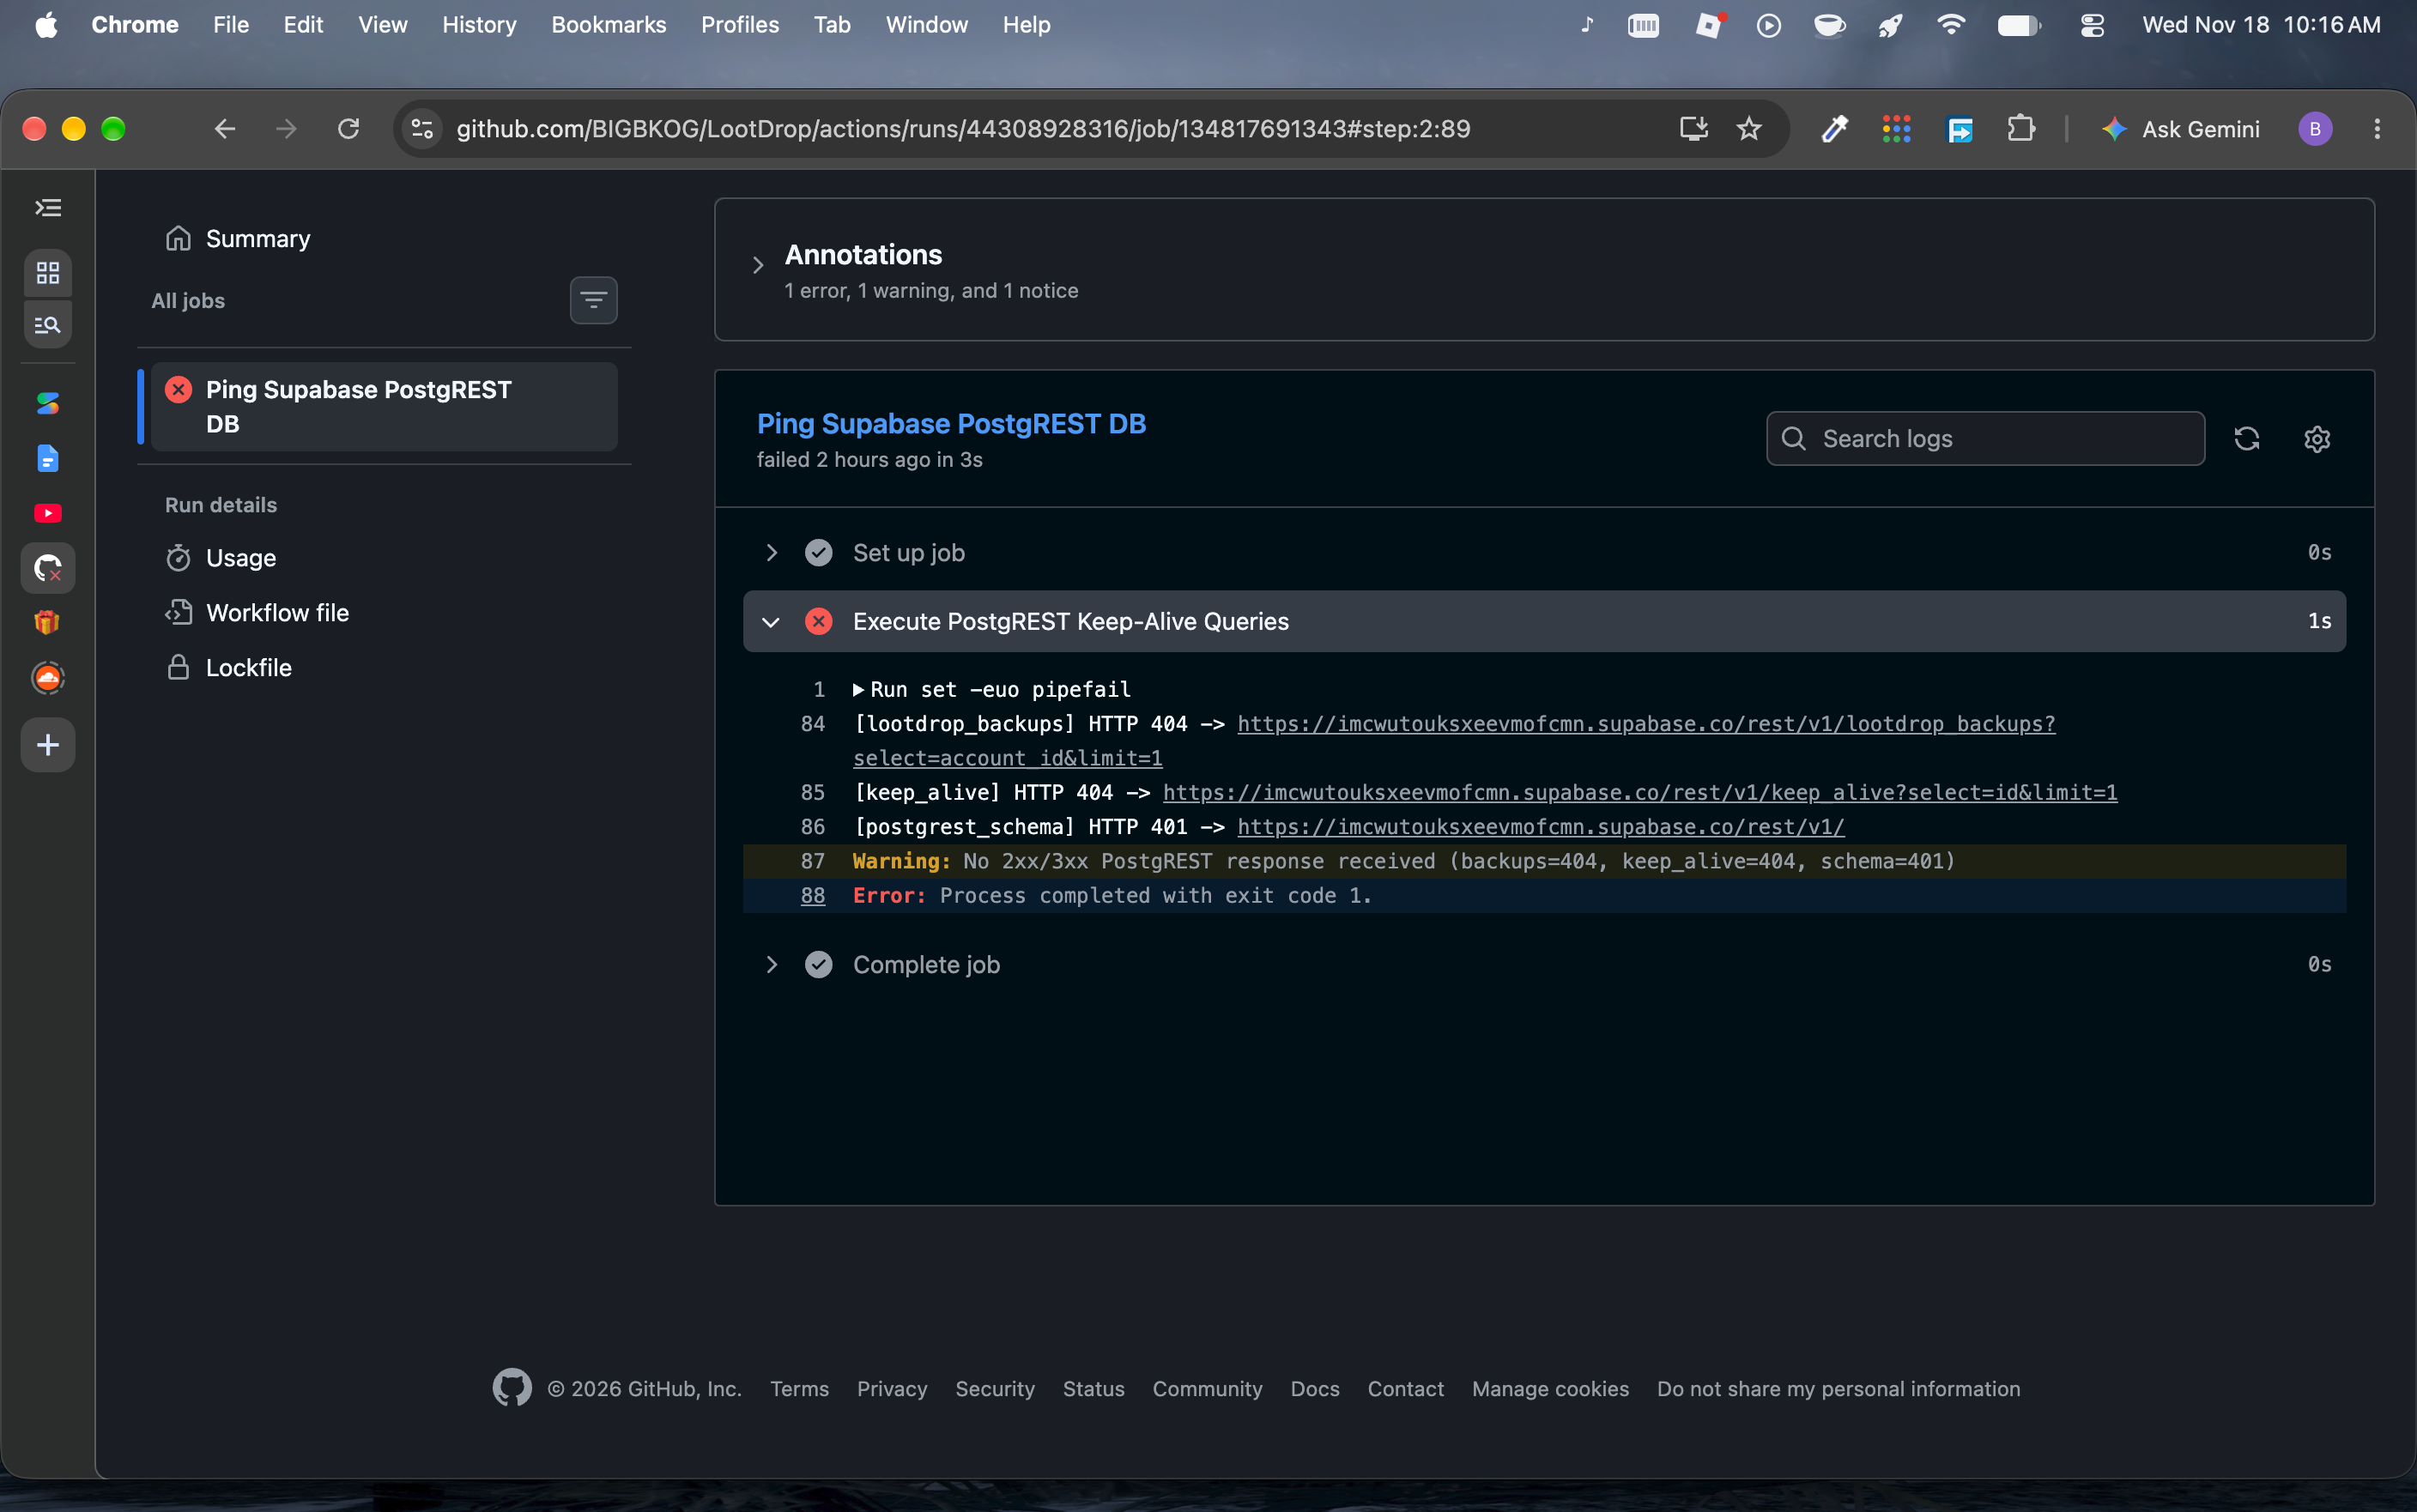 Chrome File Edit View History Bookmarks Profiles Tab Window Help Wed Nov 18 10:16 AM
github.com/BIGBKOG/LootDrop/actions/runs/44308928316/job/134817691343#step:2:89 Ask Gemini B
Summary
All jobs
Ping Supabase PostgREST
DB
Run details
Usage
Workflow file
Lockfile
Annotations
1 error, 1 warning, and 1 notice
Ping Supabase PostgREST DB
failed 2 hours ago in 3s
Search logs
Set up job 0s
Execute PostgREST Keep-Alive Queries 1s
1 Run set -euo pipefail
84 [lootdrop_backups] HTTP 404 -> https://imcwutouksxeevmofcmn.supabase.co/rest/v1/lootdrop_backups?
select=account_id&limit=1
85 [keep_alive] HTTP 404 -> https://imcwutouksxeevmofcmn.supabase.co/rest/v1/keep_alive?select=id&limit=1
86 [postgrest_schema] HTTP 401 -> https://imcwutouksxeevmofcmn.supabase.co/rest/v1/
87 Warning: No 2xx/3xx PostgREST response received (backups=404, keep_alive=404, schema=401)
88 Error: Process completed with exit code 1.
Complete job 0s
© 2026 GitHub, Inc. Terms Privacy Security Status Community Docs Contact Manage cookies Do not share my personal information